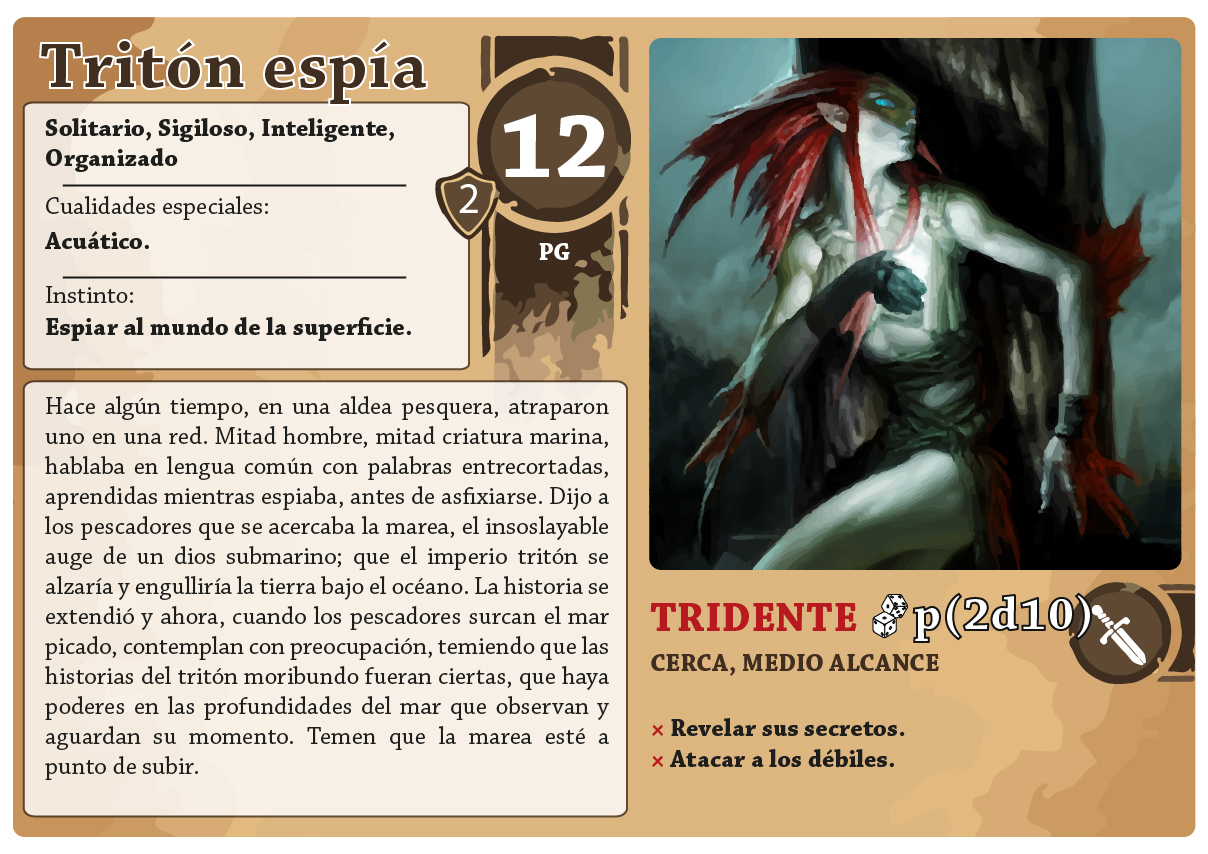 Tritón espía
Solitario, Sigiloso, Inteligente,
Organizado
Cualidades especiales:
Acuático.
Instinto:
Espiar al mundo de la superficie.
2
12
PG
Hace algún tiempo, en una aldea pesquera, atraparon
uno en una red. Mitad hombre, mitad criatura marina,
hablaba en lengua común con palabras entrecortadas,
aprendidas mientras espiaba, antes de asfixiarse. Dijo a
los pescadores que se acercaba la marea, el insoslayable
auge de un dios submarino; que el imperio tritón se
alzaría y engulliría la tierra bajo el océano. La historia se
extendió y ahora, cuando los pescadores surcan el mar
picado, contemplan con preocupación, temiendo que las
historias del tritón moribundo fueran ciertas, que haya
poderes en las profundidades del mar que observan y
aguardan su momento. Temen que la marea esté a
punto de subir.
TRIDENTE p(2d10)
CERCA, MEDIO ALCANCE
× Revelar sus secretos.
× Atacar a los débiles.